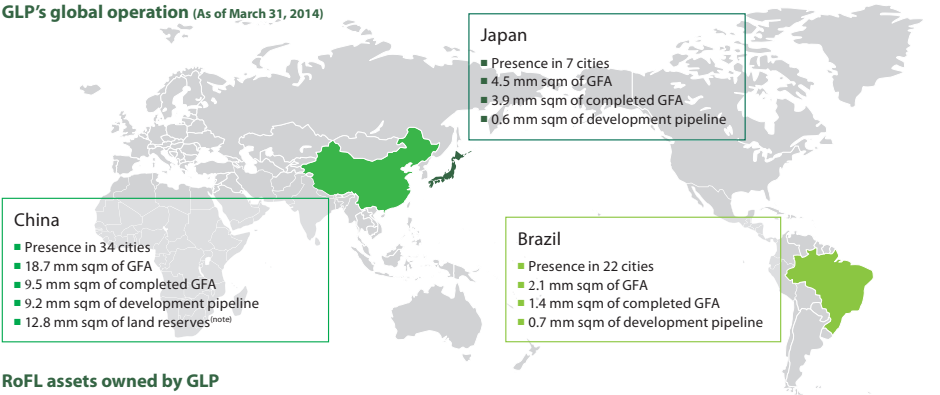 GLP's global operation (As of March 31, 2014)
Japan
■ Presence in 7 cities
■ 4.5 mm sqm of GFA
■ 3.9 mm sqm of completed GFA
■ 0.6 mm sqm of development pipeline
China
■ Presence in 34 cities
■ 18.7 mm sqm of GFA
■ 9.5 mm sqm of completed GFA
■ 9.2 mm sqm of development pipeline
■ 12.8 mm sqm of land reserves(note)
Brazil
■ Presence in 22 cities
■ 2.1 mm sqm of GFA
■ 1.4 mm sqm of completed GFA
■ 0.7 mm sqm of development pipeline
RoFL assets owned by GLP